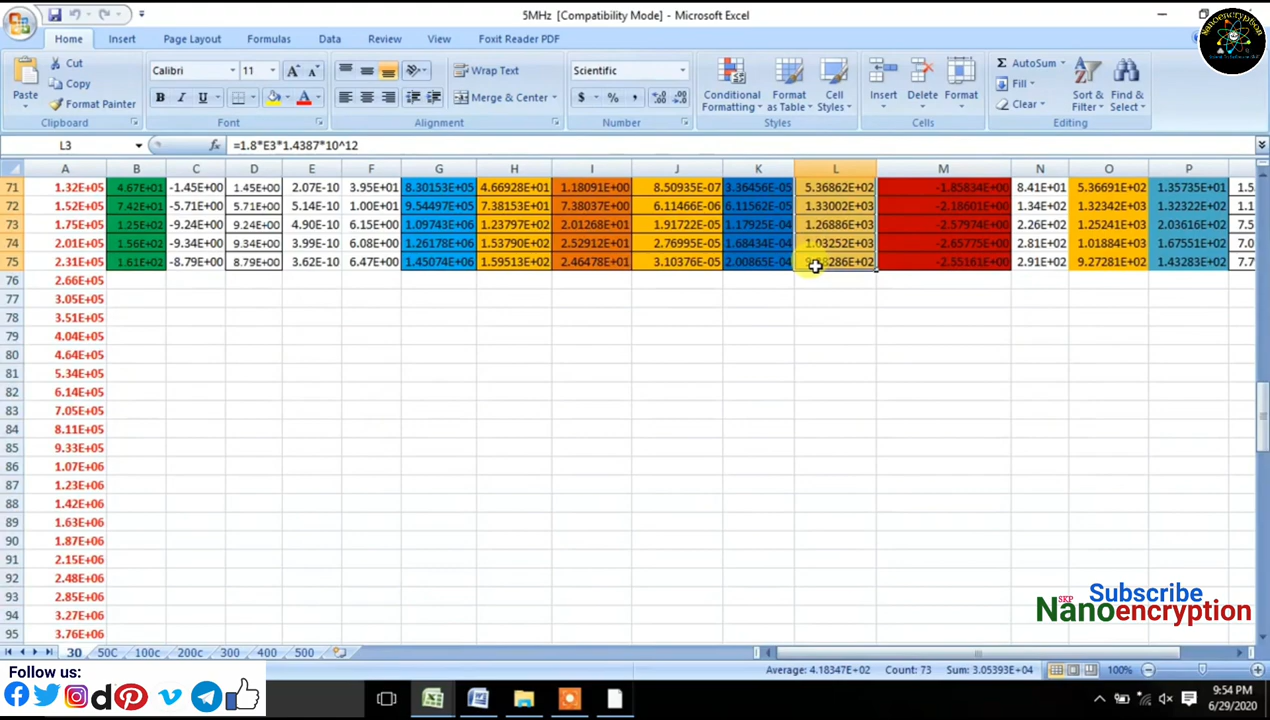 5MHz [Compatibility Mode] - Microsoft Excel
Nanoencryption
Home Insert Page Layout Formulas Data Review View Foxit Reader PDF
Cut Calibri 11 Wrap Text Scientific AutoSum
Copy Fill
Paste Format Painter Merge & Center Conditional Formatting Format as Table Cell Styles Insert Delete Format Clear Sort & Filter Find & Select
Clipboard Font Alignment Number Styles Cells Editing
L3 =1.8*E3*1.4387*10^12
A B C D E F G H I J K L M N O P
71 1.32E+05 4.67E+01 -1.45E+00 1.45E+00 2.07E-10 3.95E+01 8.30153E+05 4.66928E+01 1.18091E+00 8.50935E-07 3.36456E-05 5.36862E+02 -1.85834E+00 8.41E+01 5.36691E+02 1.35735E+01 1.5
72 1.52E+05 7.42E+01 -5.71E+00 5.71E+00 5.14E-10 1.00E+01 9.54497E+05 7.38153E+01 7.38037E+00 6.11466E-06 6.11562E-05 1.33002E+03 -2.18601E+00 1.34E+02 1.32342E+03 1.32322E+02 1.1
73 1.75E+05 1.25E+02 -9.24E+00 9.24E+00 4.90E-10 6.15E+00 1.09743E+06 1.23797E+02 2.01268E+01 1.91722E-05 1.17925E-04 1.26886E+03 -2.57974E+00 2.26E+02 1.25241E+03 2.03616E+02 7.5
74 2.01E+05 1.56E+02 -9.34E+00 9.34E+00 3.99E-10 6.08E+00 1.26178E+06 1.53790E+02 2.52912E+01 2.76995E-05 1.68434E-04 1.03252E+03 -2.65775E+00 2.81E+02 1.01884E+03 1.67551E+02 7.0
75 2.31E+05 1.61E+02 -8.79E+00 8.79E+00 3.62E-10 6.47E+00 1.45074E+06 1.59513E+02 2.46478E+01 3.10376E-05 2.00865E-04 -2.55161E+00 2.91E+02 9.27281E+02 1.43283E+02 7.7
76 2.66E+05
77 3.05E+05
78 3.51E+05
79 4.04E+05
80 4.64E+05
81 5.34E+05
82 6.14E+05
83 7.05E+05
84 8.11E+05
85 9.33E+05
86 1.07E+06
87 1.23E+06
88 1.42E+06
89 1.63E+06
90 1.87E+06
91 2.15E+06
92 2.48E+06
93 2.85E+06
94 3.27E+06
95 3.76E+06
Subscribe
SKP
Nanoencryption
30 50C 100c 200c 300 400 500
Follow us:
Average: 4.18347E+02 Count: 73 Sum: 3.05393E+04 100%
9:54 PM
6/29/2020